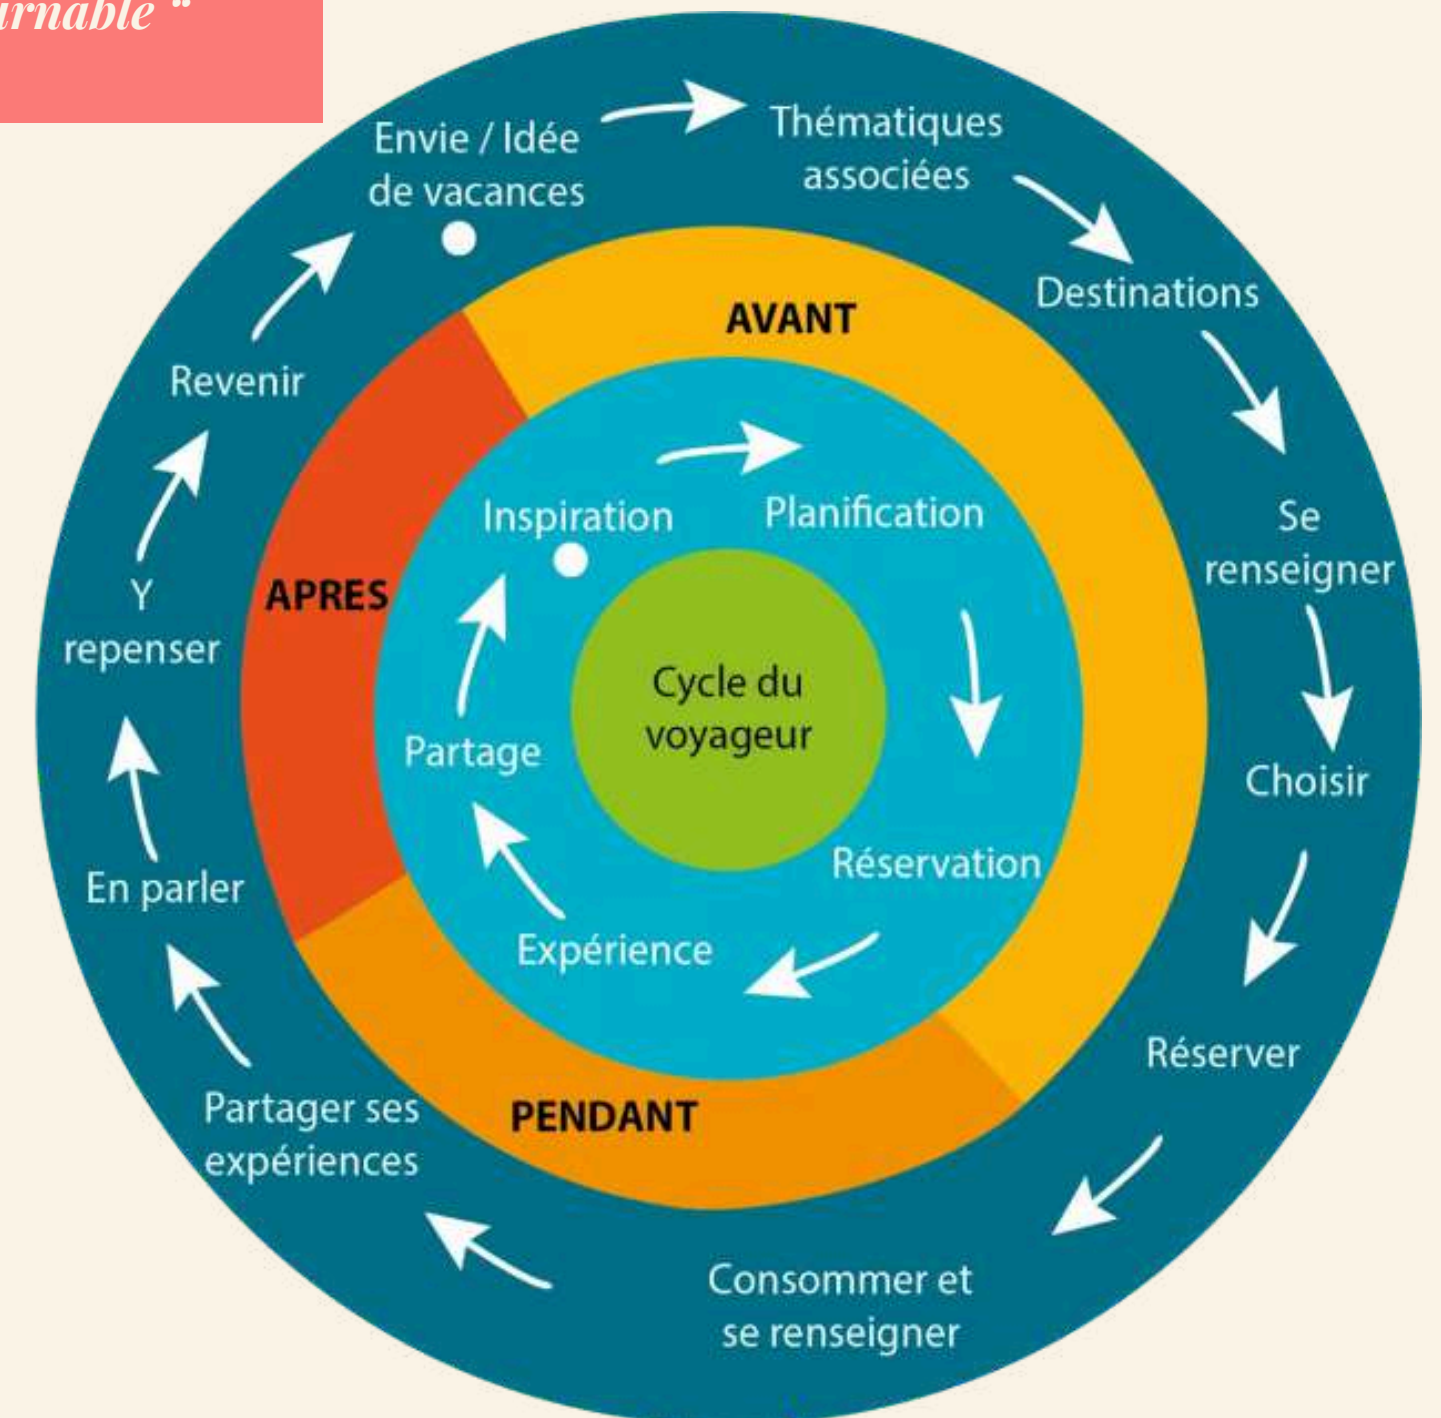 Envie / Idée
de vacances
Thématiques
associées
Destinations
Se
renseigner
Choisir
Réserver
Consommer et
se renseigner
Partager ses
expériences
En parler
Y
repenser
Revenir
AVANT
PENDANT
APRES
Inspiration
Planification
Réservation
Expérience
Partage
Cycle du
voyageur